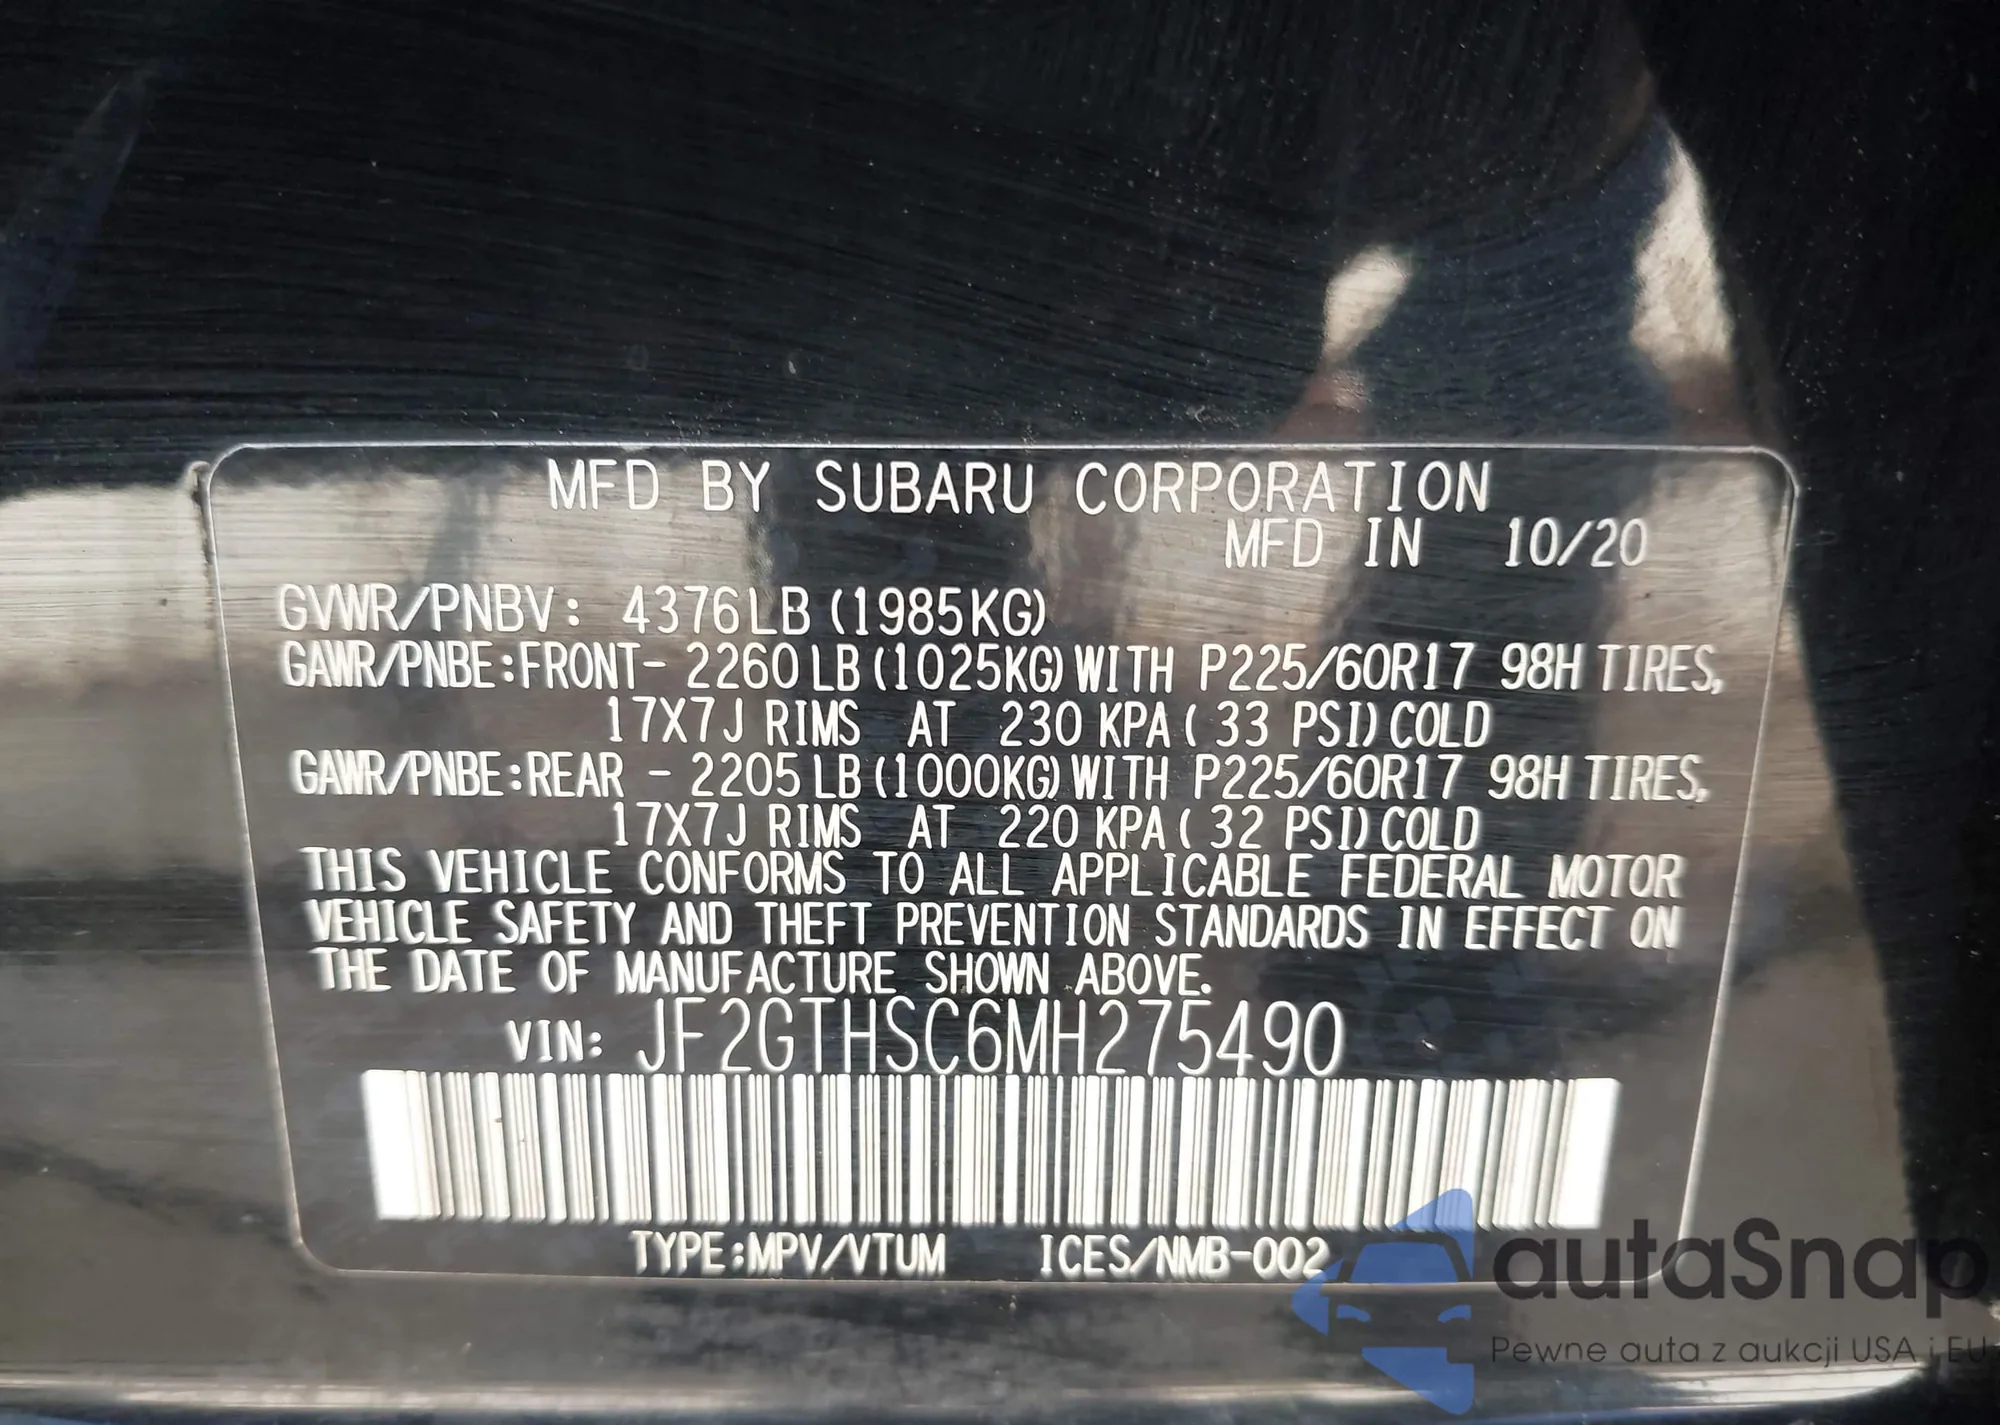 MFD BY SUBARU CORPORATION
MFD IN 10/20
GVWR/PNBV: 4376LB (1985KG)
GAWR/PNBE:FRONT- 2260LB (1025KG) WITH P225/60R17 98H TIRES,
17X7J RIMS AT 230 KPA( 33 PSI) COLD
GAWR/PNBE:REAR - 2205LB (1000KG) WITH P225/60R17 98H TIRES,
17X7J RIMS AT 220 KPA( 32 PSI) COLD
THIS VEHICLE CONFORMS TO ALL APPLICABLE FEDERAL MOTOR
VEHICLE SAFETY AND THEFT PREVENTION STANDARDS IN EFFECT ON
THE DATE OF MANUFACTURE SHOWN ABOVE.
VIN: JF2GTHSC6MH275490
TYPE:MPV/VTUM ICES/NMB-002
autaSnap
Pewne auta z aukcji USA i EU